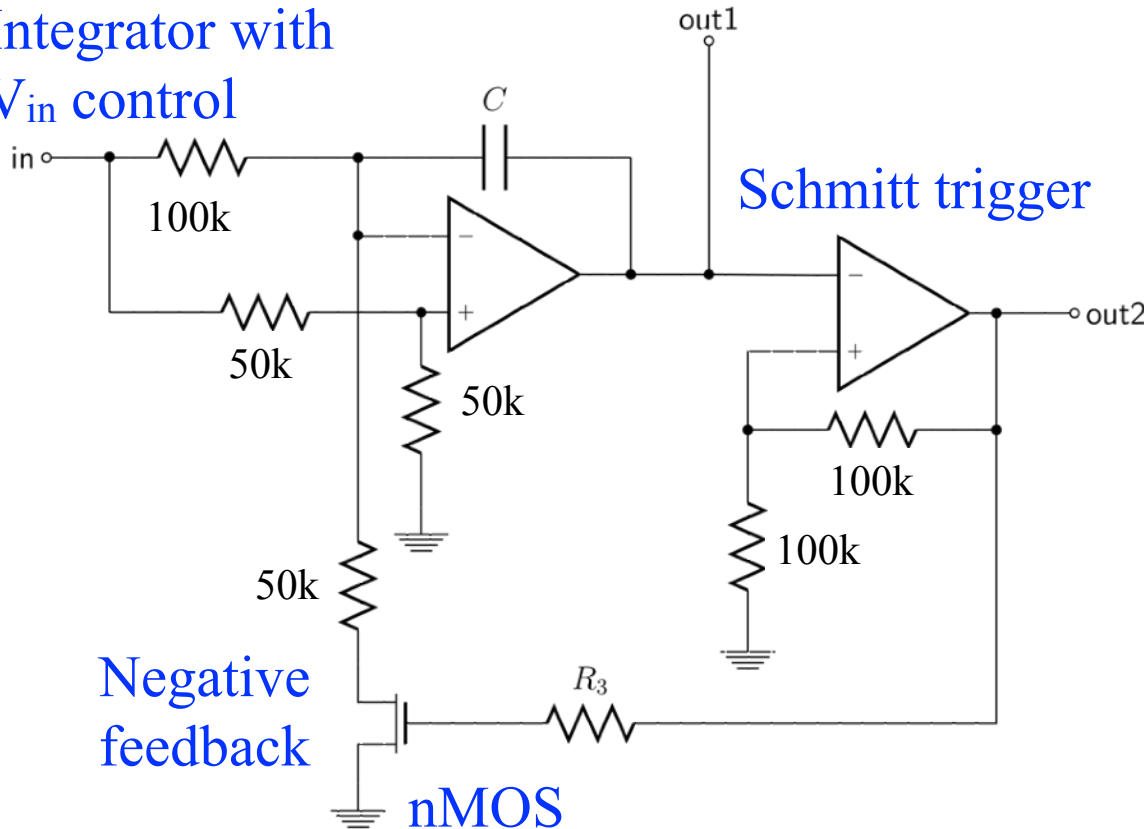 Integrator with
Vin control
out1
C
in
100k
Schmitt trigger
−
+
50k
50k
−
+
out2
100k
100k
50k
Negative
feedback
R3
nMOS